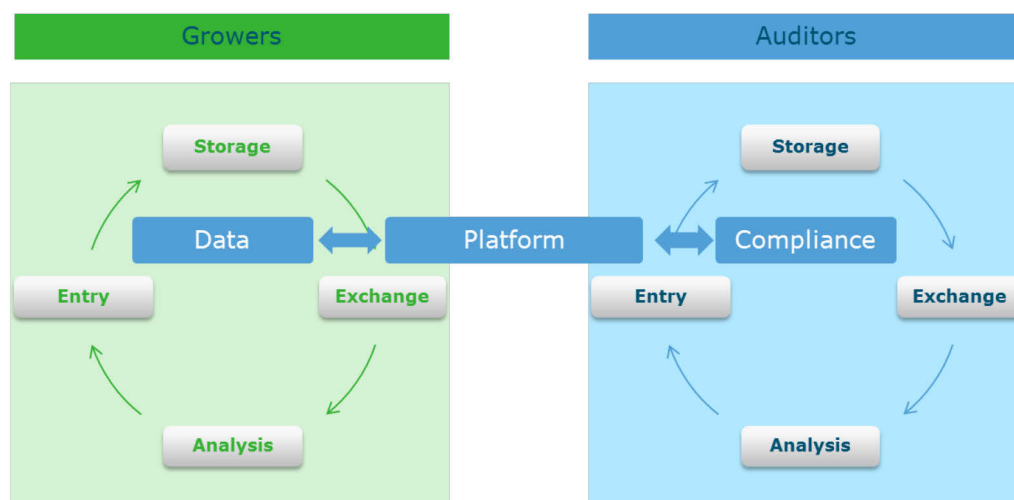 Growers
Auditors
Storage
Storage
Data
Platform
Compliance
Entry
Exchange
Entry
Exchange
Analysis
Analysis